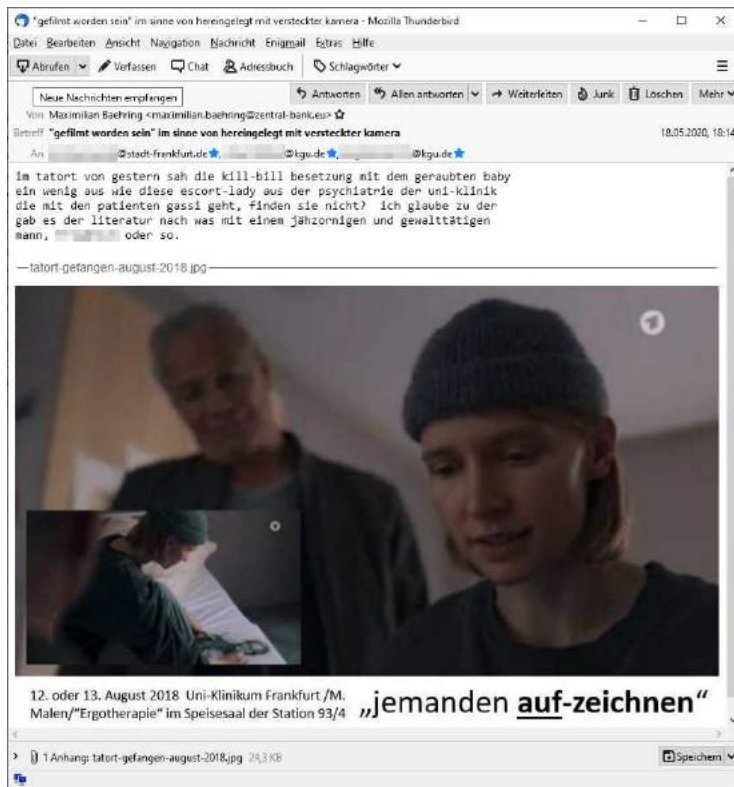 "gefilmt worden sein" im sinne von hereingelegt mit versteckter kamera - Mozilla Thunderbird
Datei Bearbeiten Ansicht Navigation Nachricht Enigmail Extras Hilfe
Abrufen Verfassen Chat Adressbuch Schlagwörter
Neue Nachrichten empfangen Antworten Allen antworten Weiterleiten Junk Löschen Mehr
Von Maximilian Baehring <maximilian.baehring@zentral-bank.eu>
Betreff "gefilmt worden sein" im sinne von hereingelegt mit versteckter kamera 18.05.2020, 18:14
An @stadt-frankfurt.de, @kgu.de, @kgu.de
im tatort von gestern sah die kill-bill besetzung mit dem geraubten baby
ein wenig aus wie diese escort-lady aus der psychiatrie der uni-klinik
die mit den patienten gassi geht, finden sie nicht? ich glaube zu der
gab es der literatur nach was mit einem jähzornigen und gewalttätigen
mann, oder so.
tatort-gefangen-august-2018.jpg
12. oder 13. August 2018 Uni-Klinikum Frankfurt /M.
Malen/"Ergotherapie" im Speisesaal der Station 93/4
„jemanden auf-zeichnen“
1 Anhang: tatort-gefangen-august-2018.jpg 24,3 KB Speichern